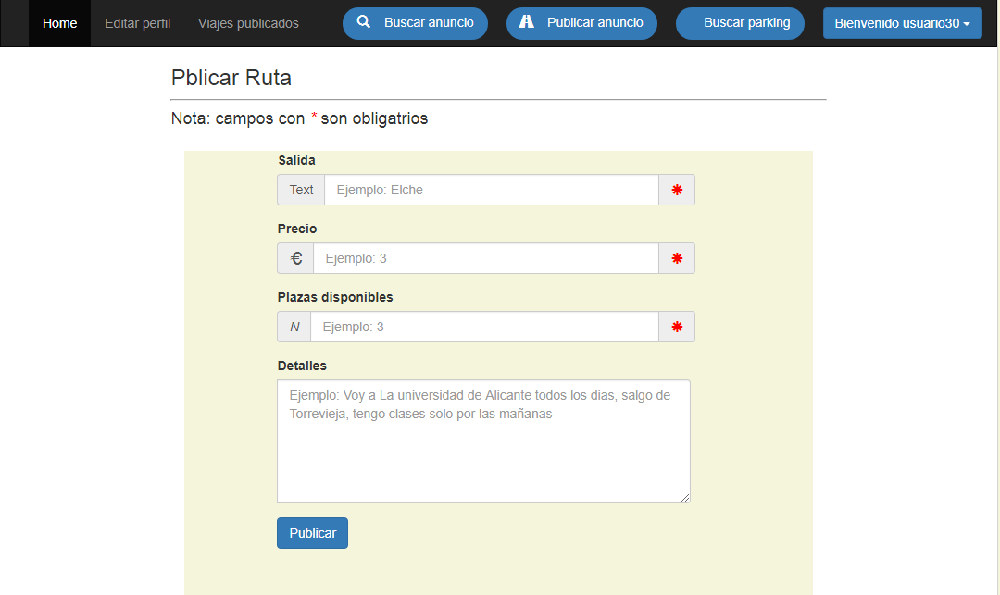 Home Editar perfil Viajes publicados Buscar anuncio Publicar anuncio Buscar parking Bienvenido usuario30
Pblicar Ruta
Nota: campos con * son obligatrios
Salida
Text Ejemplo: Elche *
Precio
€ Ejemplo: 3 *
Plazas disponibles
N Ejemplo: 3 *
Detalles
Ejemplo: Voy a La universidad de Alicante todos los dias, salgo de
Torrevieja, tengo clases solo por las mañanas
Publicar